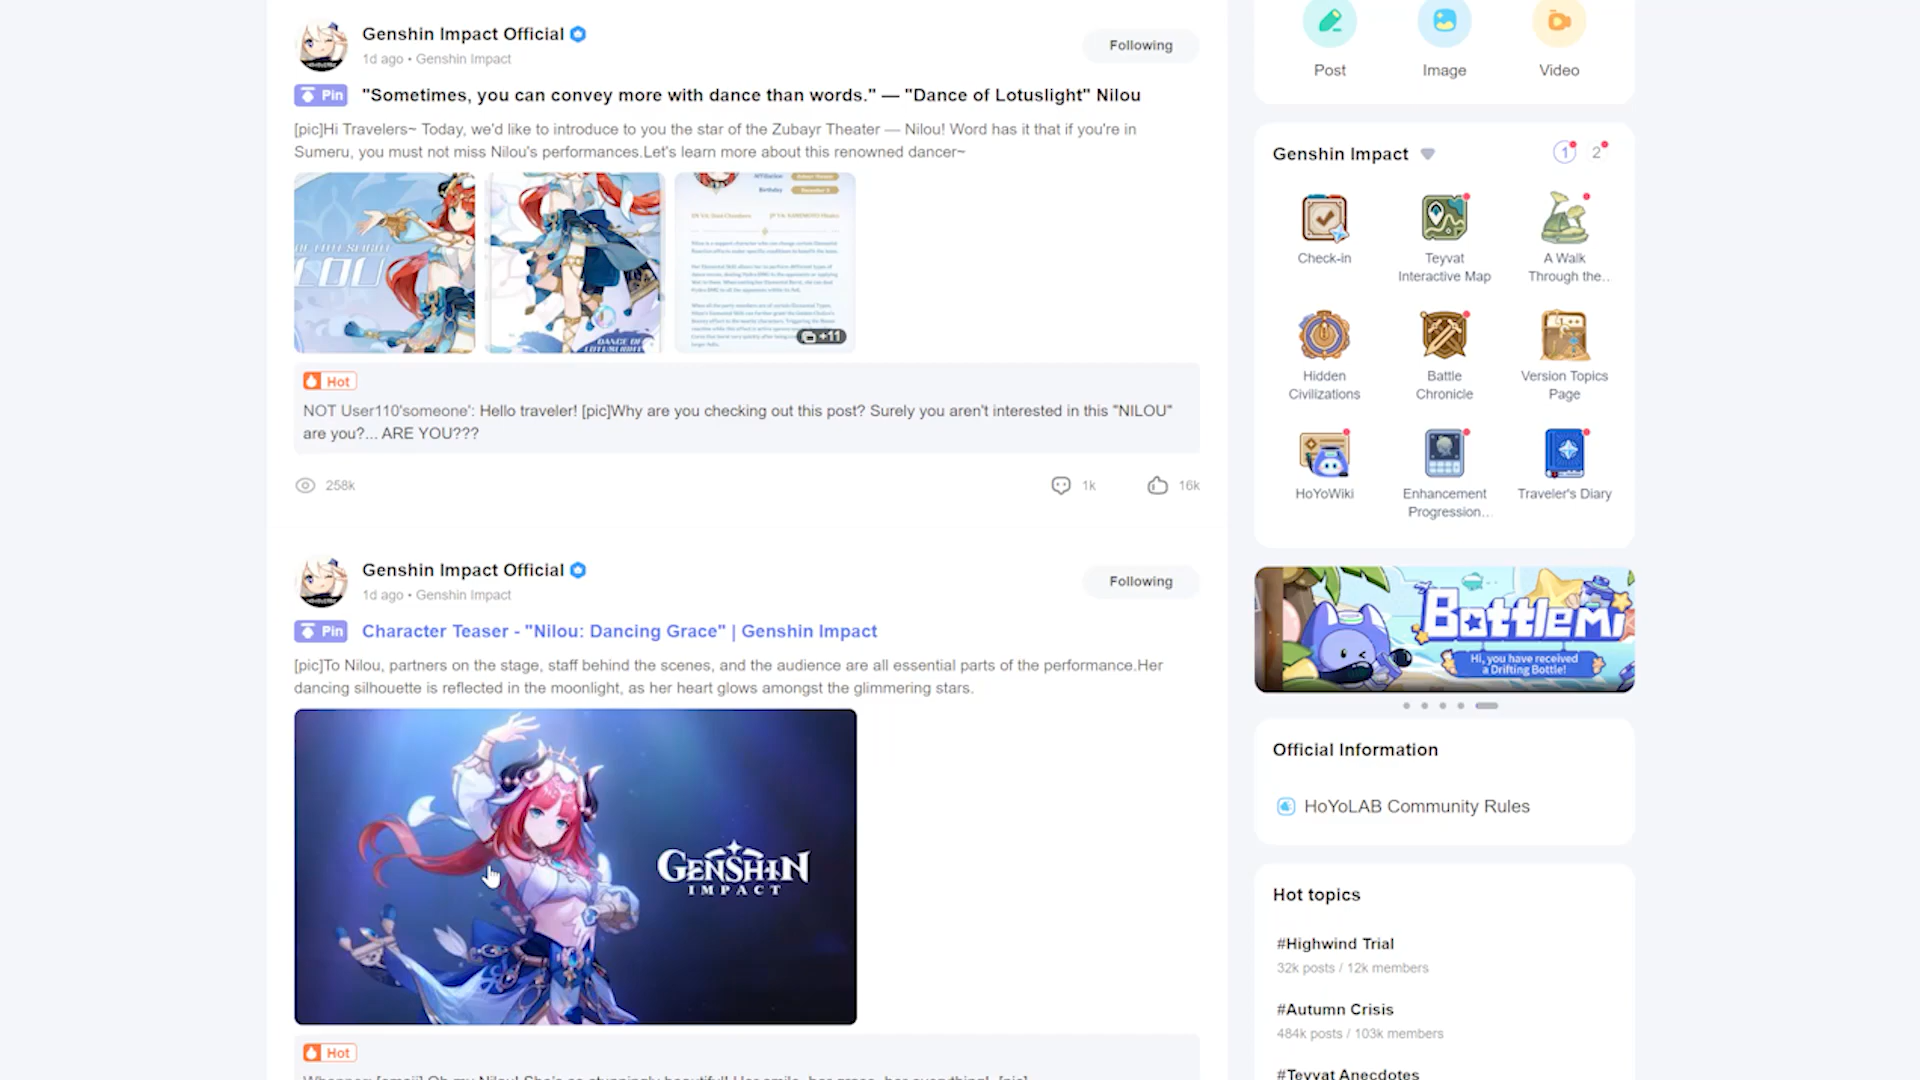 Genshin Impact Official
1d ago • Genshin Impact
Following
Pin "Sometimes, you can convey more with dance than words." — "Dance of Lotuslight" Nilou
[pic]Hi Travelers~ Today, we'd like to introduce to you the star of the Zubayr Theater — Nilou! Word has it that if you're in
Sumeru, you must not miss Nilou's performances.Let's learn more about this renowned dancer~
LOU
DANCE OF
LOTUSLIGHT
Affiliation
Birthday
+11
Hot
NOT User110'someone': Hello traveler! [pic]Why are you checking out this post? Surely you aren't interested in this "NILOU"
are you?... ARE YOU???
258k
1k
16k
Genshin Impact Official
1d ago • Genshin Impact
Following
Pin Character Teaser - "Nilou: Dancing Grace" | Genshin Impact
[pic]To Nilou, partners on the stage, staff behind the scenes, and the audience are all essential parts of the performance.Her
dancing silhouette is reflected in the moonlight, as her heart glows amongst the glimmering stars.
GENSHIN
IMPACT
Hot
Post
Image
Video
Genshin Impact
1
2
Check-in
Teyvat
Interactive Map
A Walk
Through the...
Hidden
Civilizations
Battle
Chronicle
Version Topics
Page
HoYoWiki
Enhancement
Progression...
Traveler's Diary
BottleMi
Hi, you have received
a Drifting Bottle!
Official Information
HoYoLAB Community Rules
Hot topics
#Highwind Trial
32k posts / 12k members
#Autumn Crisis
484k posts / 103k members
#Teyvat Anecdotes